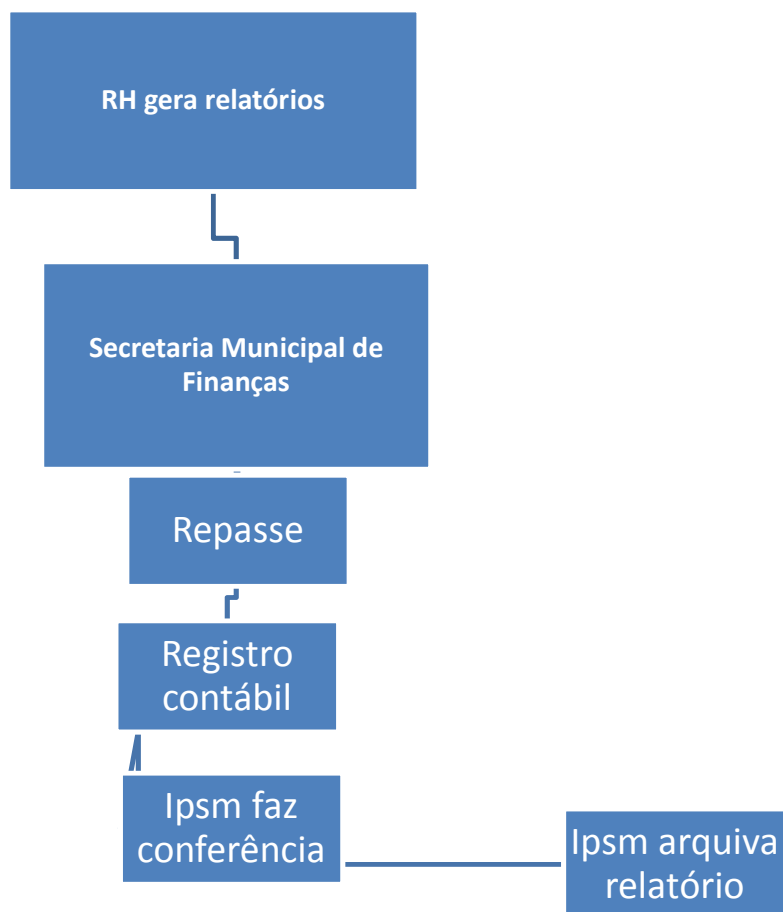 RH gera relatórios
Secretaria Municipal de
Finanças
Repasse
Registro
contábil
Ipsm faz
conferência
Ipsm arquiva
relatório